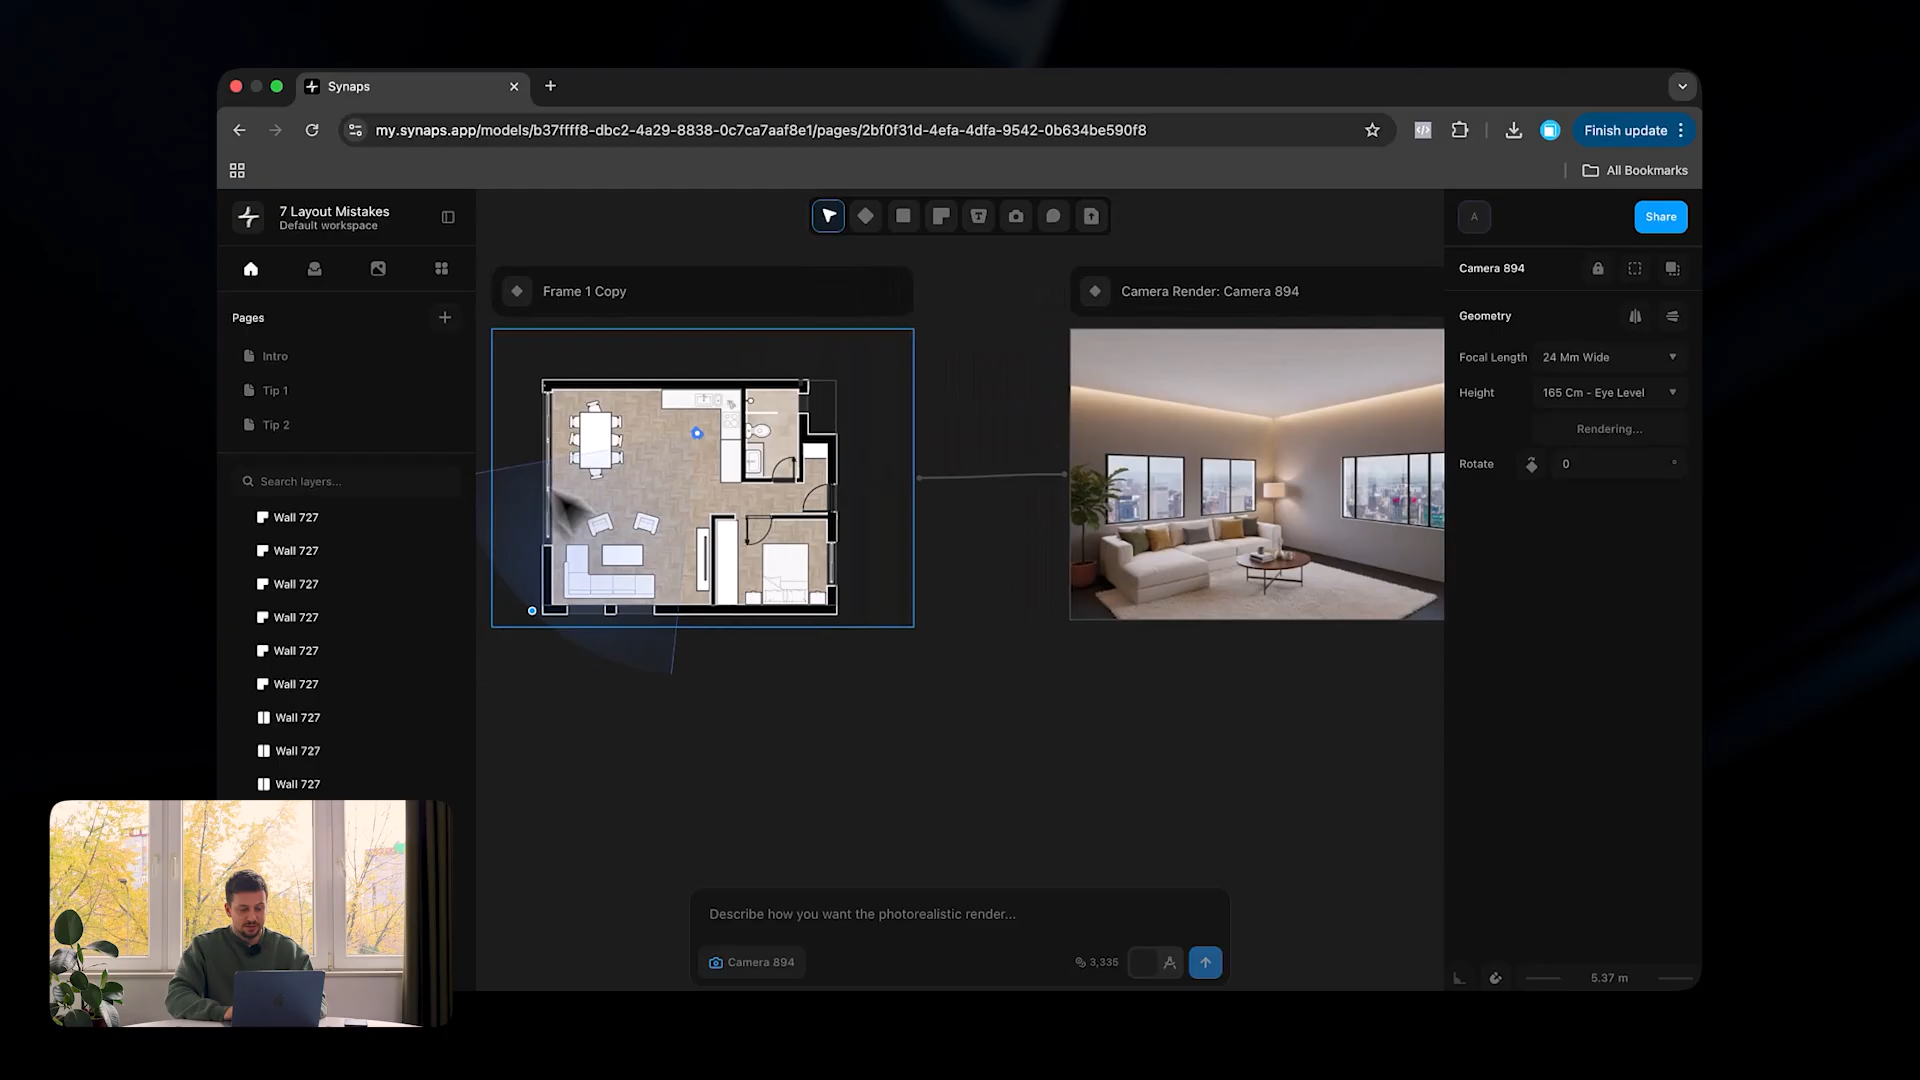 Synaps
my.synaps.app/models/b37ffff8-dbc2-4a29-8838-0c7ca7aaf8e1/pages/2bf0f31d-4efa-4dfa-9542-0b634be590f8
Finish update
All Bookmarks
7 Layout Mistakes
Default workspace
A
Share
Pages
Intro
Tip 1
Tip 2
Search layers...
Wall 727
Wall 727
Wall 727
Wall 727
Wall 727
Wall 727
Wall 727
Wall 727
Wall 727
Frame 1 Copy
Camera Render: Camera 894
Camera 894
Geometry
Focal Length 24 Mm Wide
Height 165 Cm - Eye Level
Rendering...
Rotate 0 °
Describe how you want the photorealistic render...
Camera 894
3,335
5.37 m